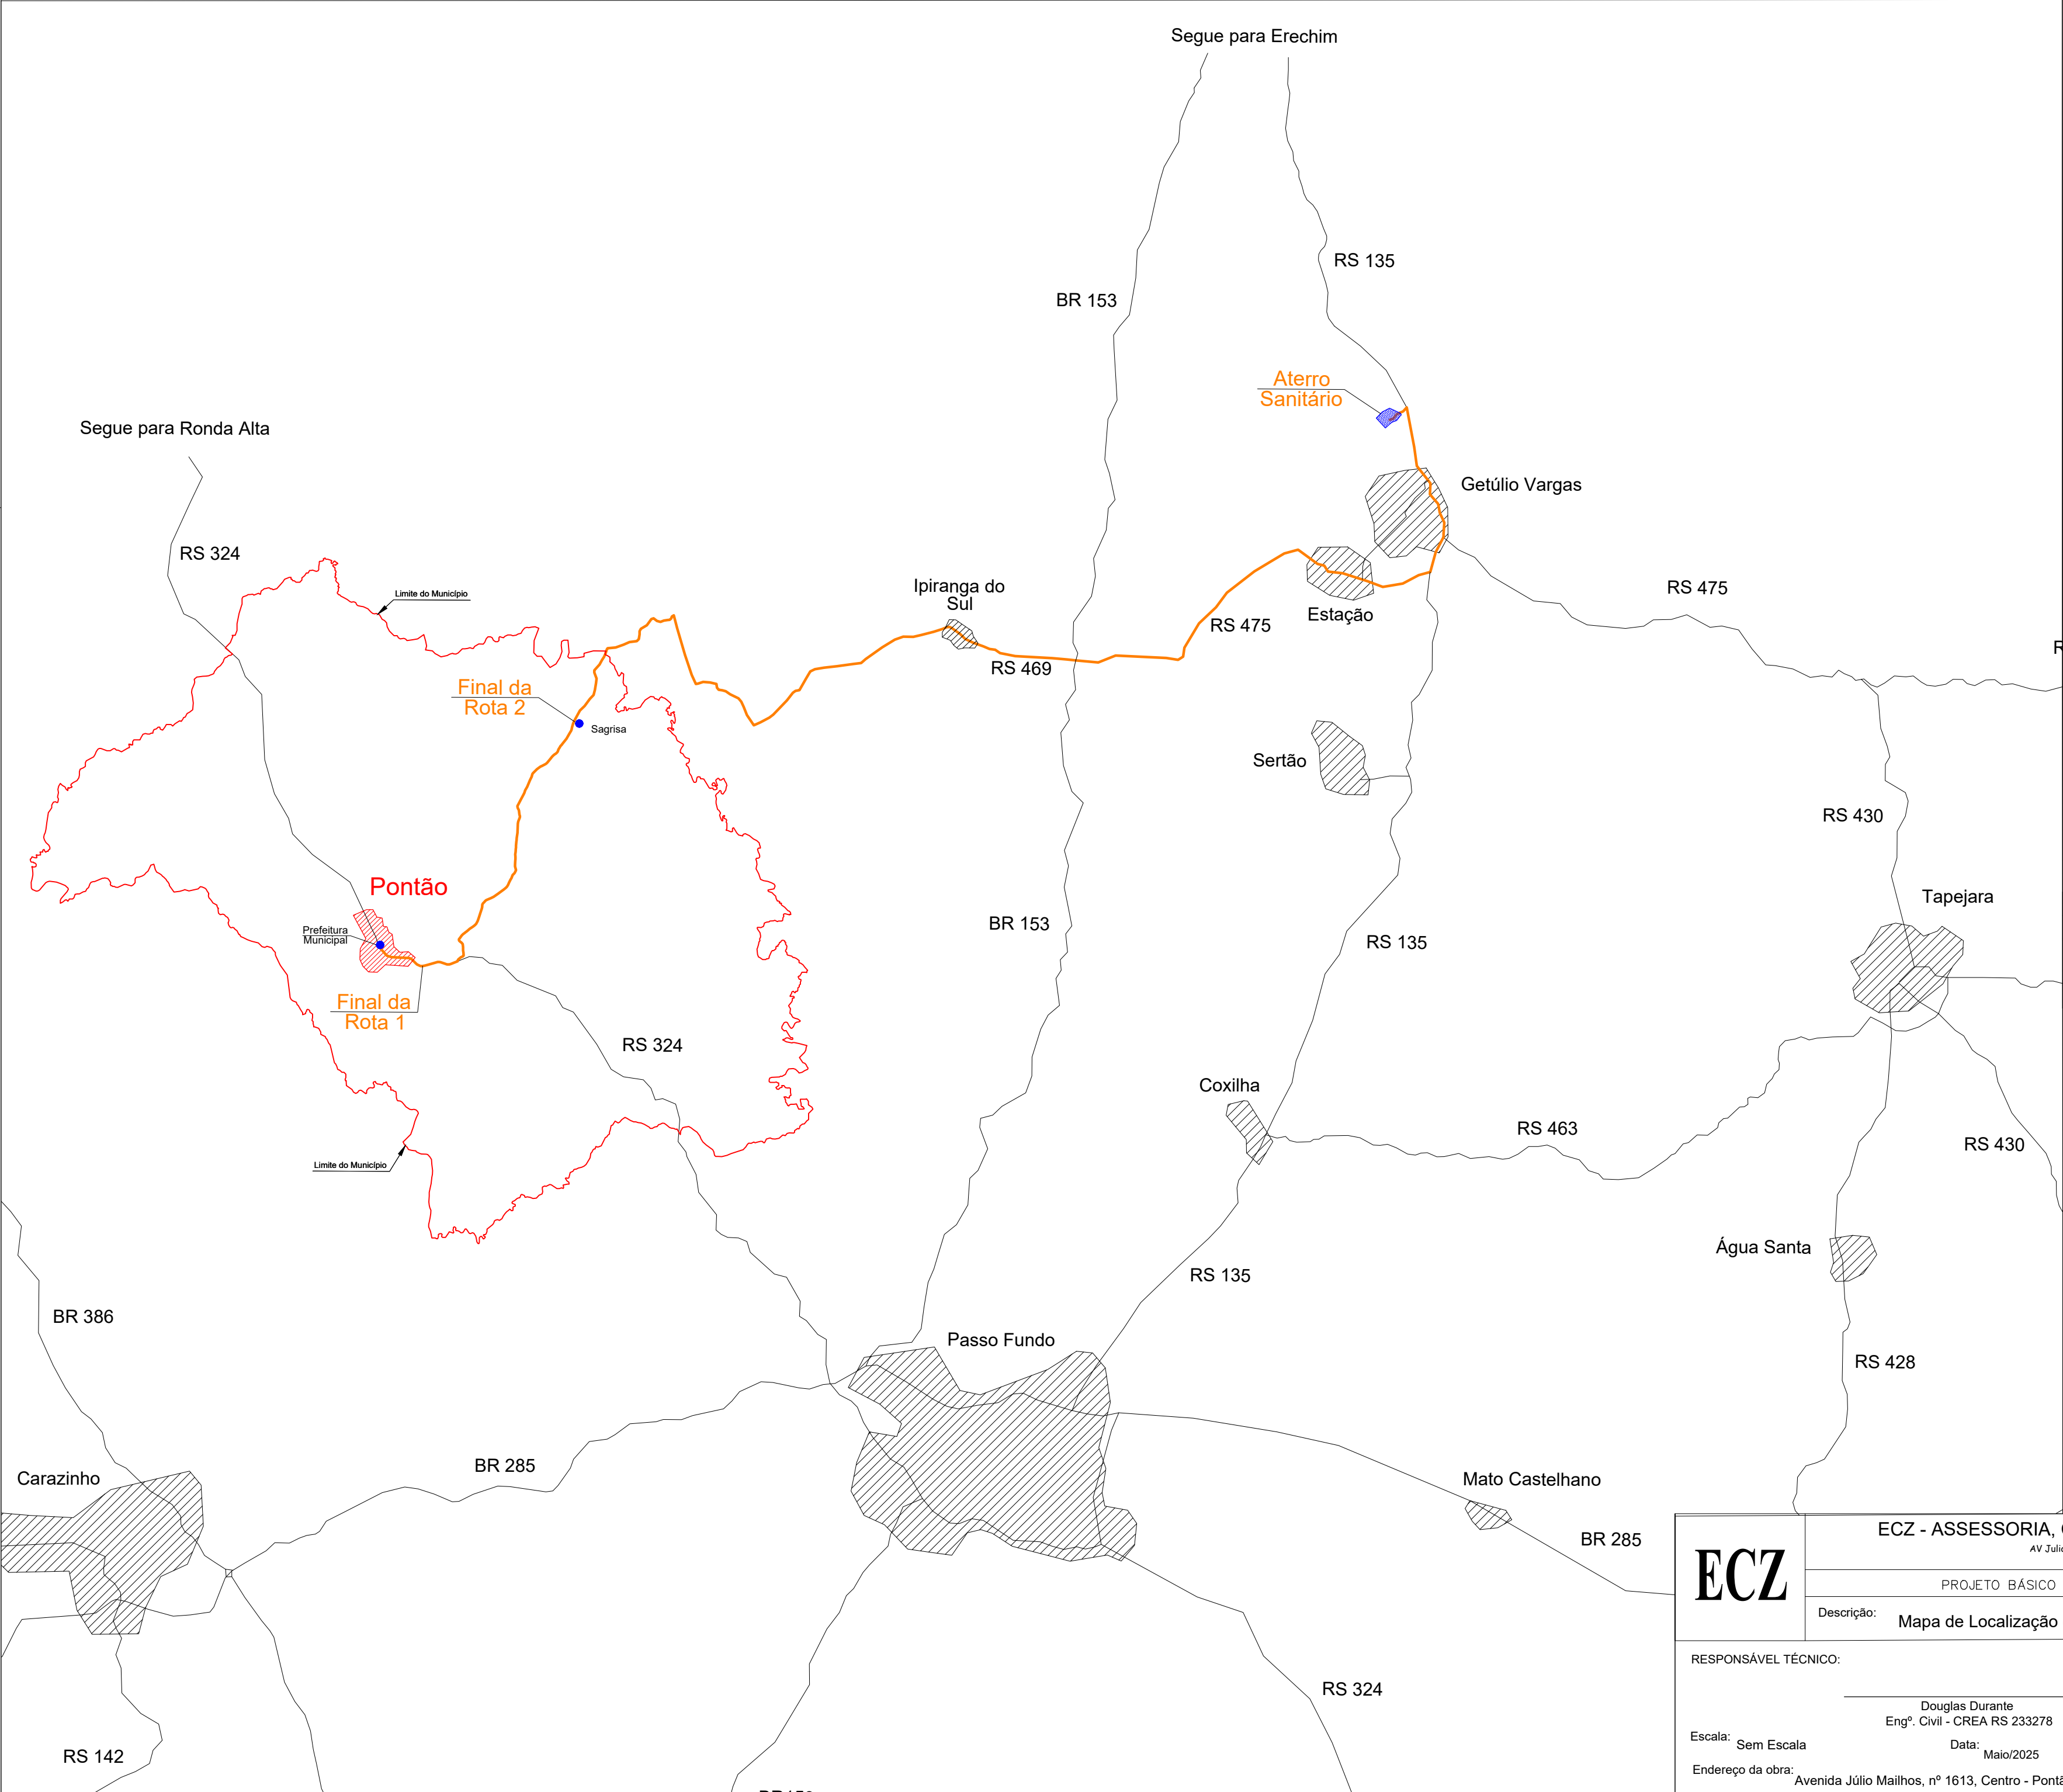 Segue para Erechim
RS 135
BR 153
Aterro
Sanitário
Segue para Ronda Alta
Getúlio Vargas
RS 324
Limite do Município
Ipiranga do
Sul
RS 475
Estação
RS 475
RS 469
Final da
Rota 2
Sagrisa
Sertão
RS 430
Pontão
Tapejara
Prefeitura
Municipal
BR 153
RS 135
Final da
Rota 1
RS 324
Coxilha
RS 463
RS 430
Limite do Município
Água Santa
RS 135
BR 386
Passo Fundo
RS 428
BR 285
Carazinho
Mato Castelhano
BR 285
RS 324
RS 142
ECZ
ECZ - ASSESSORIA,
AV
PROJETO BÁSICO
Descrição: Mapa de Localização
RESPONSÁVEL TÉCNICO:
Douglas Durante
Engº. Civil - CREA RS 233278
Escala: Sem Escala
Data: Maio/2025
Endereço da obra:
Avenida Júlio Mailhos, nº 1613, Centro -